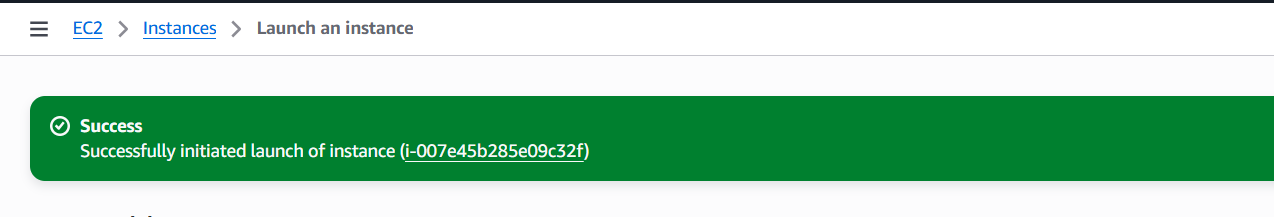 EC2 > Instances > Launch an instance
Success
Successfully initiated launch of instance (i-007e45b285e09c32f)